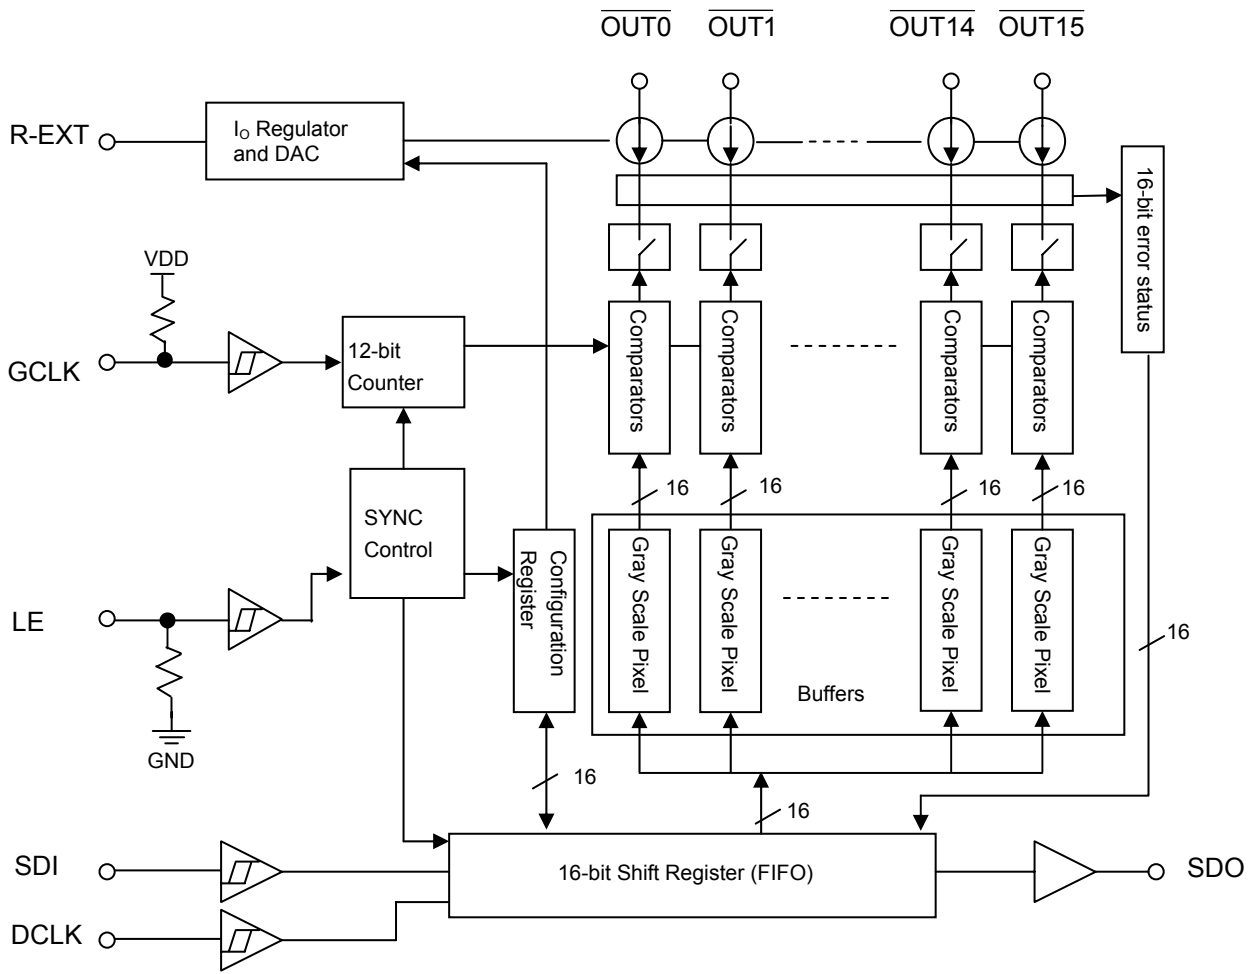 OUT0 OUT1 OUT14 OUT15
R-EXT
IO Regulator
and DAC
16-bit error status
VDD
GCLK
12-bit
Counter
Comparators
Comparators
Comparators
Comparators
16
16
16
16
SYNC
Control
Configuration
Register
Gray Scale Pixel
Gray Scale Pixel
Gray Scale Pixel
Gray Scale Pixel
LE
16
Buffers
GND
16
16
SDI
16-bit Shift Register (FIFO)
SDO
DCLK